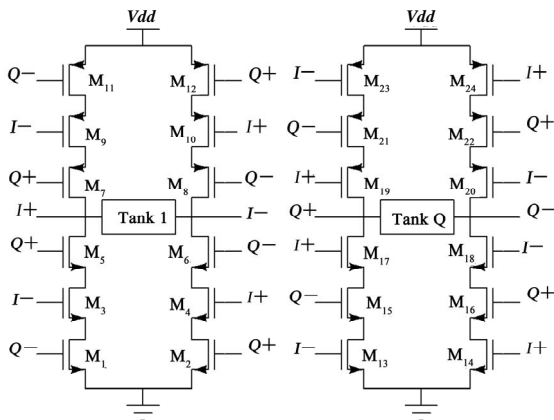 Vdd Vdd
Q− M11 M12 Q+ I− M23 M24 I+
I− M9 M10 I+ Q− M21 M22 Q+
Q+ M7 M8 Q− I+ M19 M20 I−
I+ Tank 1 I− Q+ Tank Q Q−
Q+ M5 M6 Q− I+ M17 M18 I−
I− M3 M4 I+ Q− M15 M16 Q+
Q− M1 M2 Q+ I− M13 M14 I+